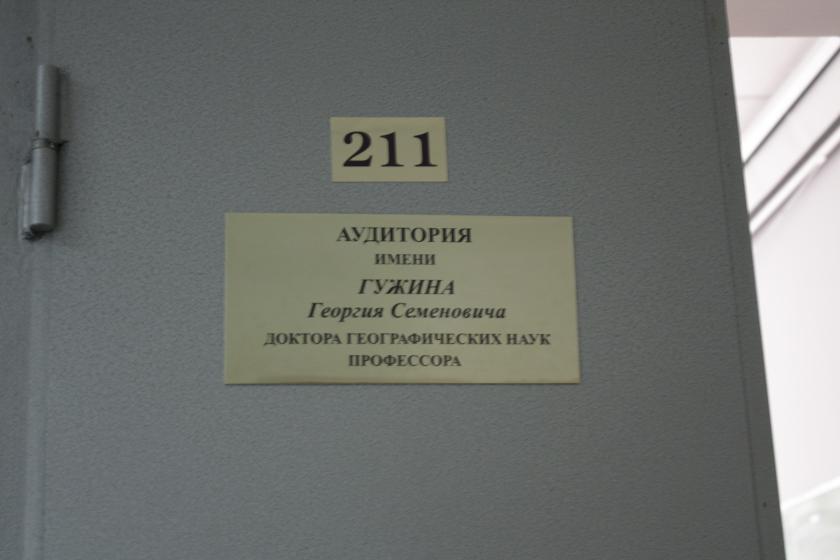 211
АУДИТОРИЯ
ИМЕНИ
ГУЖИНА
Георгия Семеновича
ДОКТОРА ГЕОГРАФИЧЕСКИХ НАУК
ПРОФЕССОРА